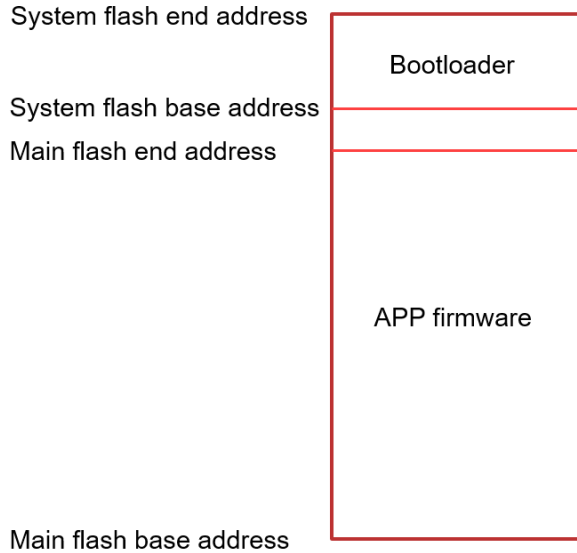 System flash end address
Bootloader
System flash base address
Main flash end address
APP firmware
Main flash base address